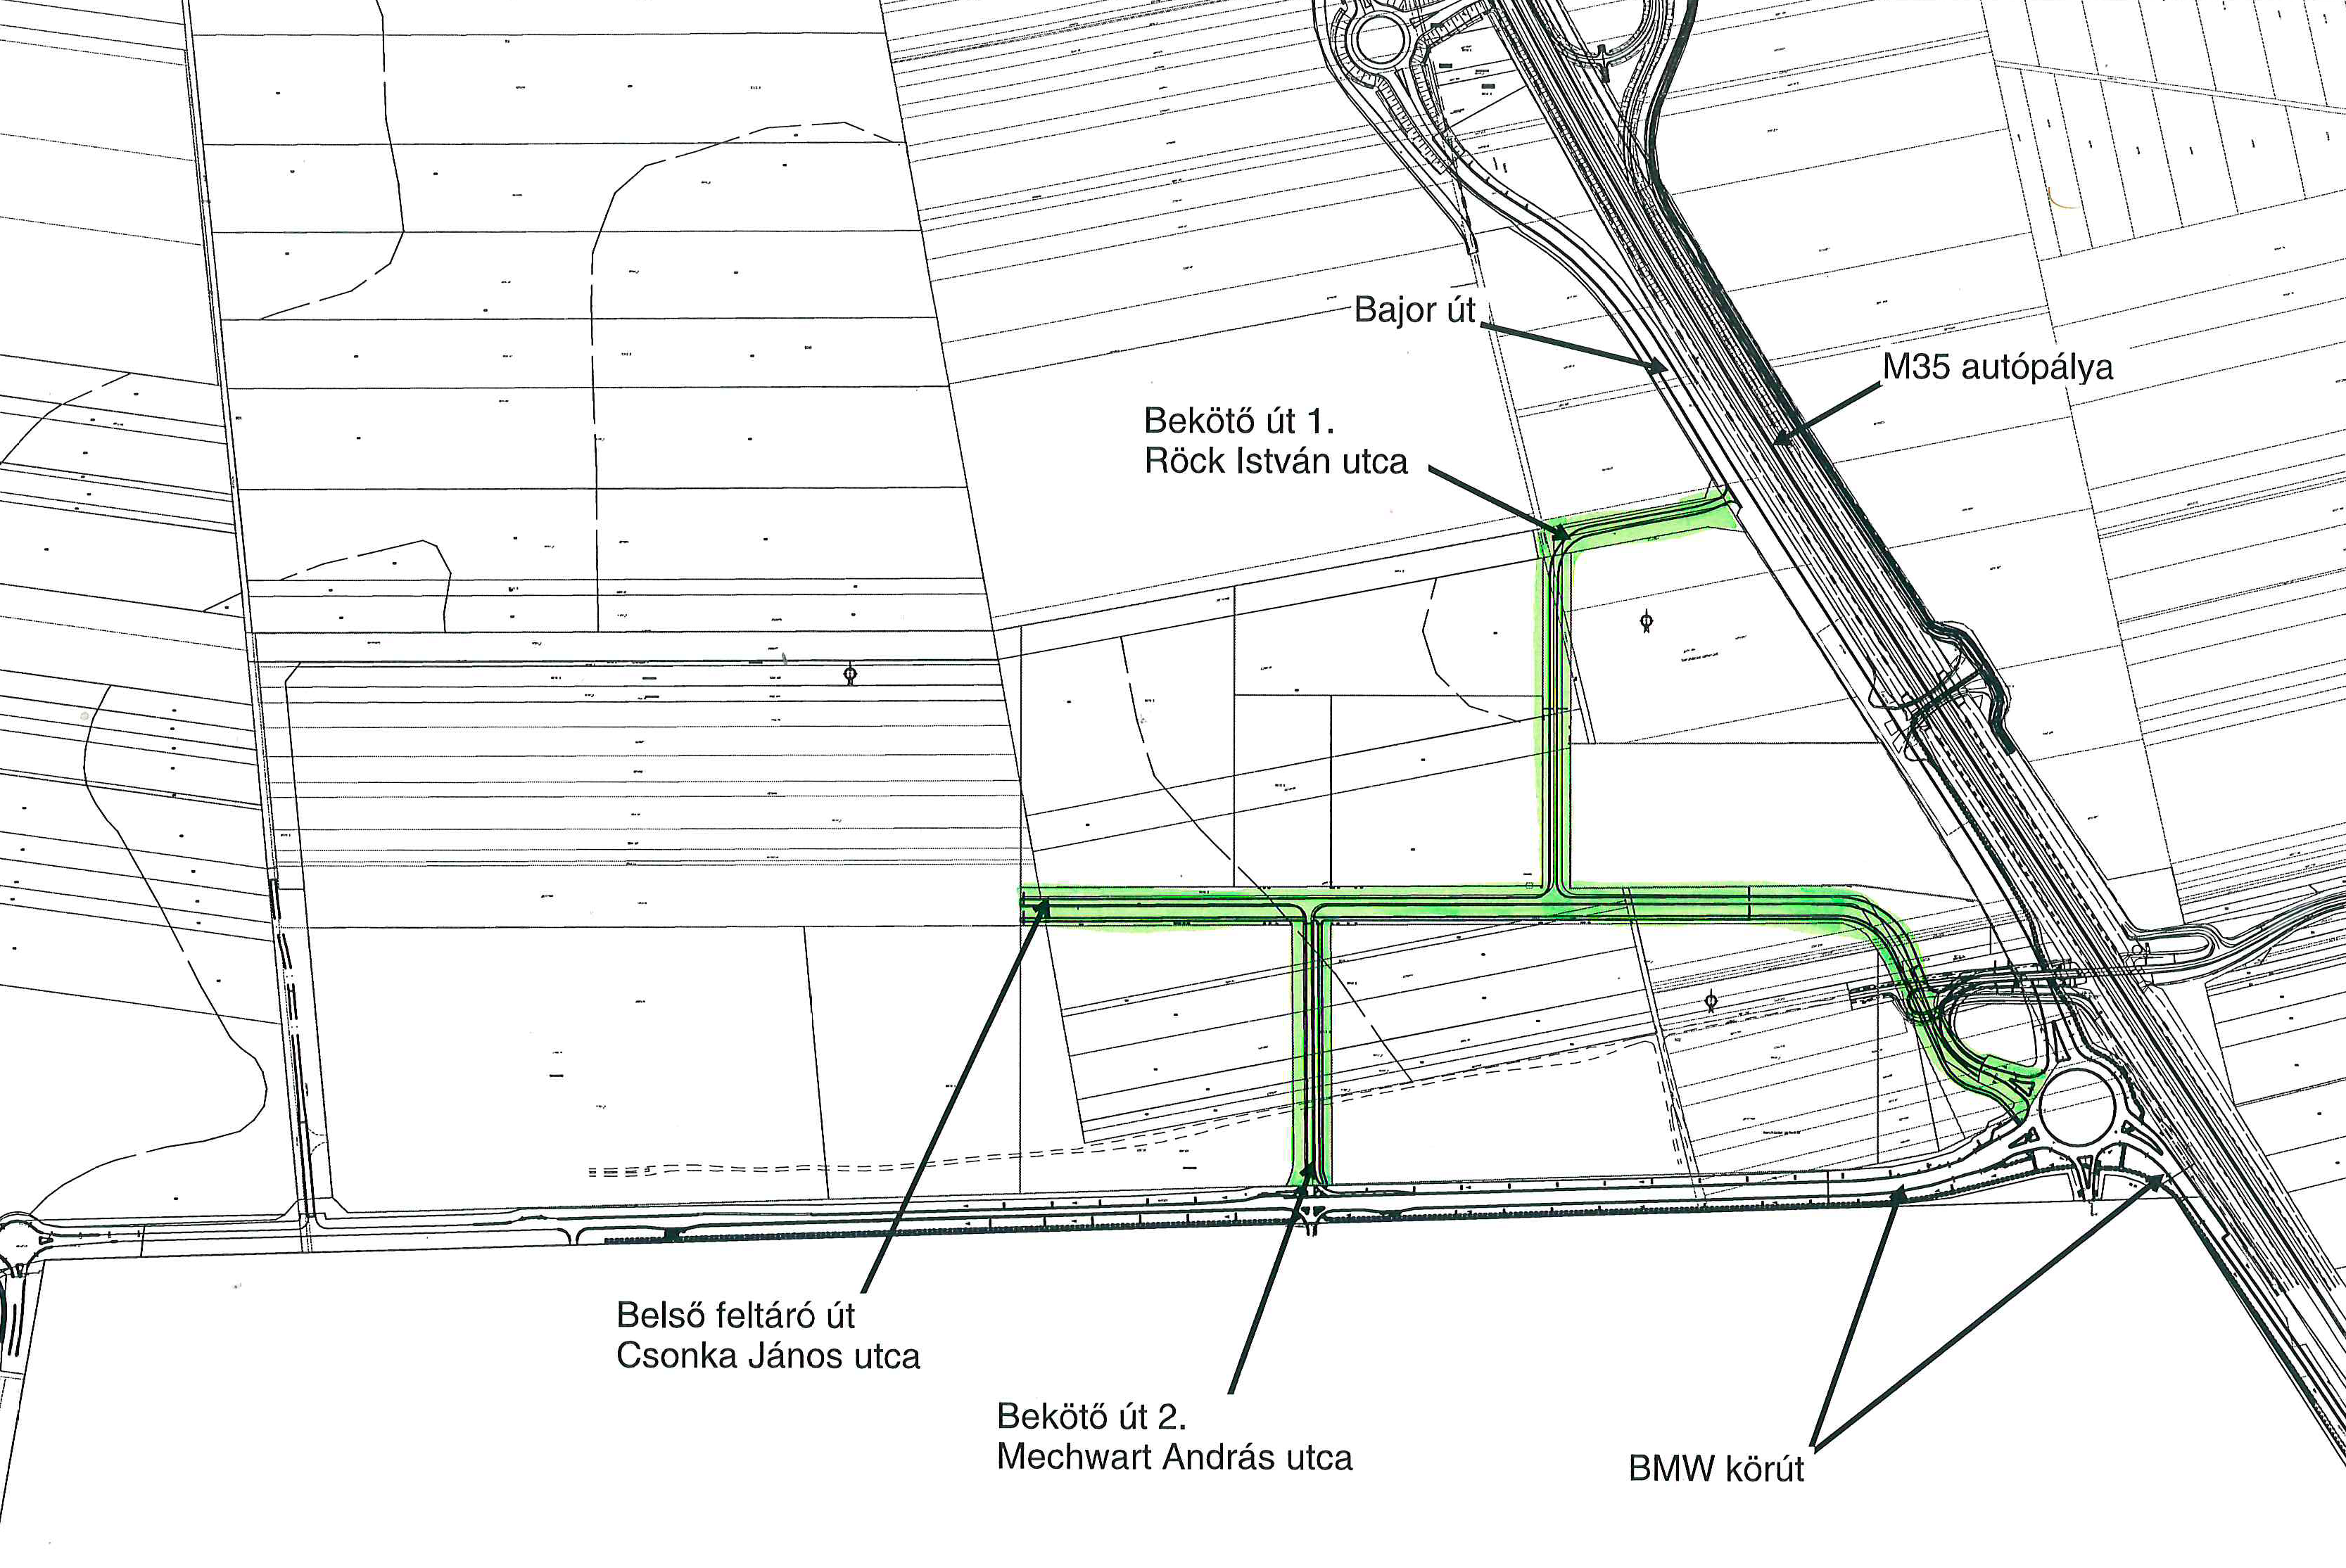 Bajor út
M35 autópálya
Bekötő út 1.
Röck István utca
Belső feltáró út
Csonka János utca
Bekötő út 2.
Mechwart András utca
BMW körút